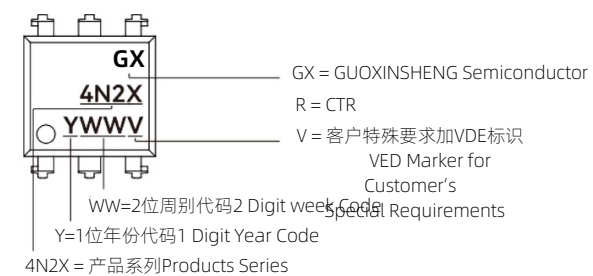 GX
4N2X
YWWV
GX = GUOXINSHENG Semiconductor
R = CTR
V = 客户特殊要求加VDE标识
VED Marker for
Customer‘s
Special Requirements
WW=2位周别代码2 Digit week Code
Y=1位年份代码1 Digit Year Code
4N2X = 产品系列Products Series